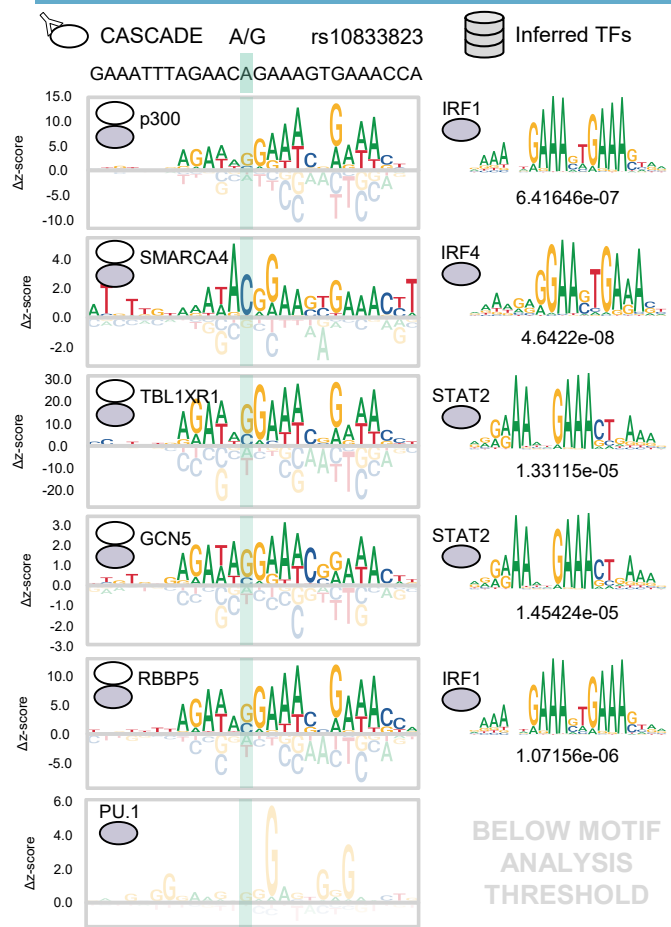 CASCADE A/G rs10833823 Inferred TFs
GAAATTTAGAACAGAAAGTGAAACCA
15.0
10.0
5.0
0.0
-5.0
-10.0
Δz-score
p300
IRF1
6.41646e-07
4.0
2.0
0.0
-2.0
Δz-score
SMARCA4
IRF4
4.6422e-08
30.0
20.0
10.0
0.0
-10.0
-20.0
Δz-score
TBL1XR1
STAT2
1.33115e-05
3.0
2.0
1.0
0.0
-1.0
-2.0
-3.0
Δz-score
GCN5
STAT2
1.45424e-05
10.0
5.0
0.0
-5.0
Δz-score
RBBP5
IRF1
1.07156e-06
6.0
4.0
2.0
0.0
Δz-score
PU.1
BELOW MOTIF
ANALYSIS
THRESHOLD